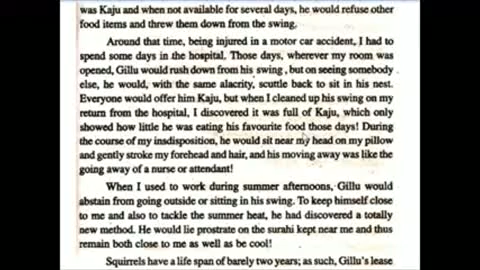 was Kaju and when not available for several days, he would refuse other
food items and threw them down from the swing.
Around that time, being injured in a motor car accident, I had to
spend some days in the hospital. Those days, wherever my room was
opened, Gillu would rush down from his swing, but on seeing somebody
else, he would, with the same alacrity, scuttle back to sit in his nest.
Everyone would offer him Kaju, but when I cleaned up his swing on my
return from the hospital, I discovered it was full of Kaju, which only
showed how little he was eating his favourite food those days! During
the course of my insdisposition, he would sit near my head on my pillow
and gently stroke my forehead and hair, and his moving away was like the
going away of a nurse or attendant!
When I used to work during summer afternoons, Gillu would
abstain from going outside or sitting in his swing. To keep himself close
to me and also to tackle the summer heat, he had discovered a totally
new method. He would lie prostrate on the surahi kept near me and thus
remain both close to me as well as be cool!
Squirrels have a life span of barely two years; as such, Gillu's lease